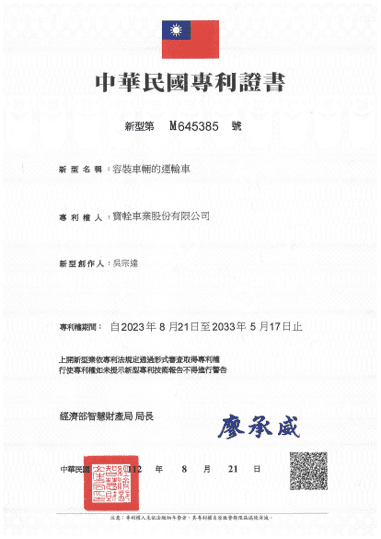 中華民國專利證書
新型第 M645385 號
新型名稱：容裝車輛的運輸車
專利權人：寶輇車業股份有限公司
新型創作人：吳宗達
專利權期間： 自2023年 8 月21日至2033年 5 月17日止
上開新型業依專利法規定通過形式審查取得專利權
行使專利權如未提示新型專利技術報告不得進行警告
經濟部智慧財產局 局長
廖承威
中華民國 112 年 8 月 21 日
注意：專利權人未依法繳納年費者，其專利權自原繳費期限屆滿後消滅。